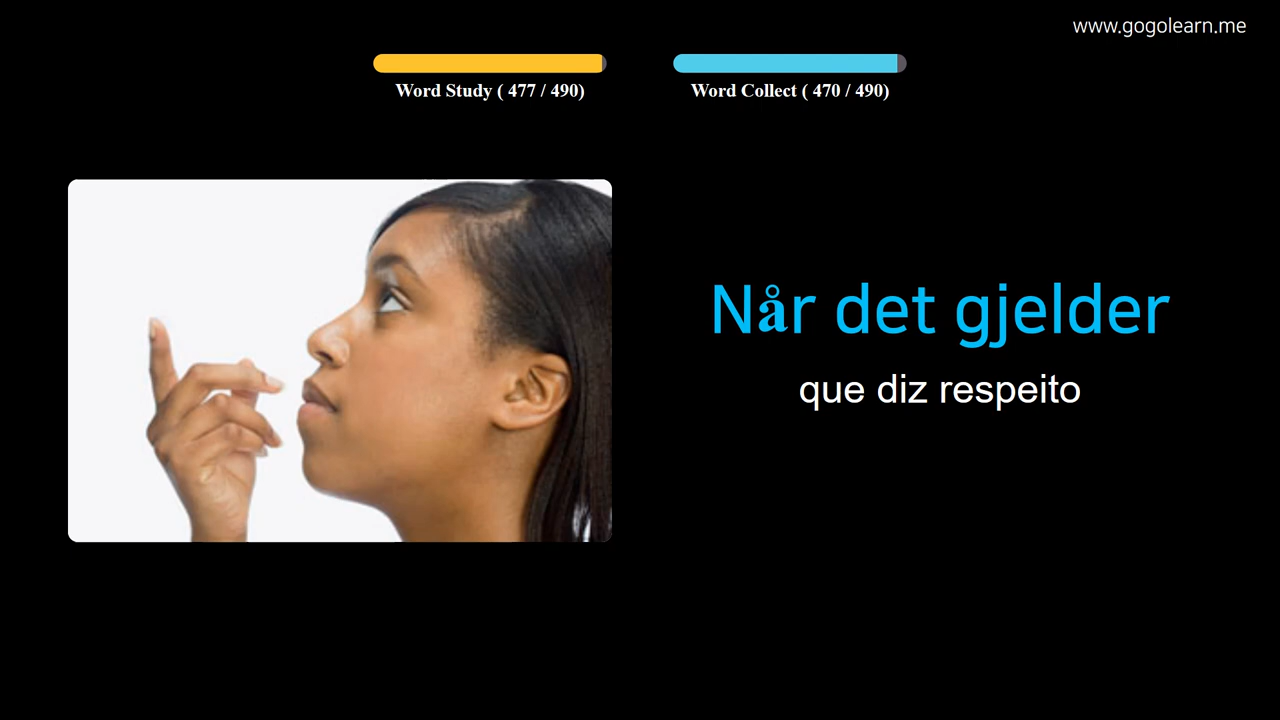 www.gogolearn.me
Word Study ( 477 / 490)
Word Collect ( 470 / 490)
Når det gjelder
que diz respeito